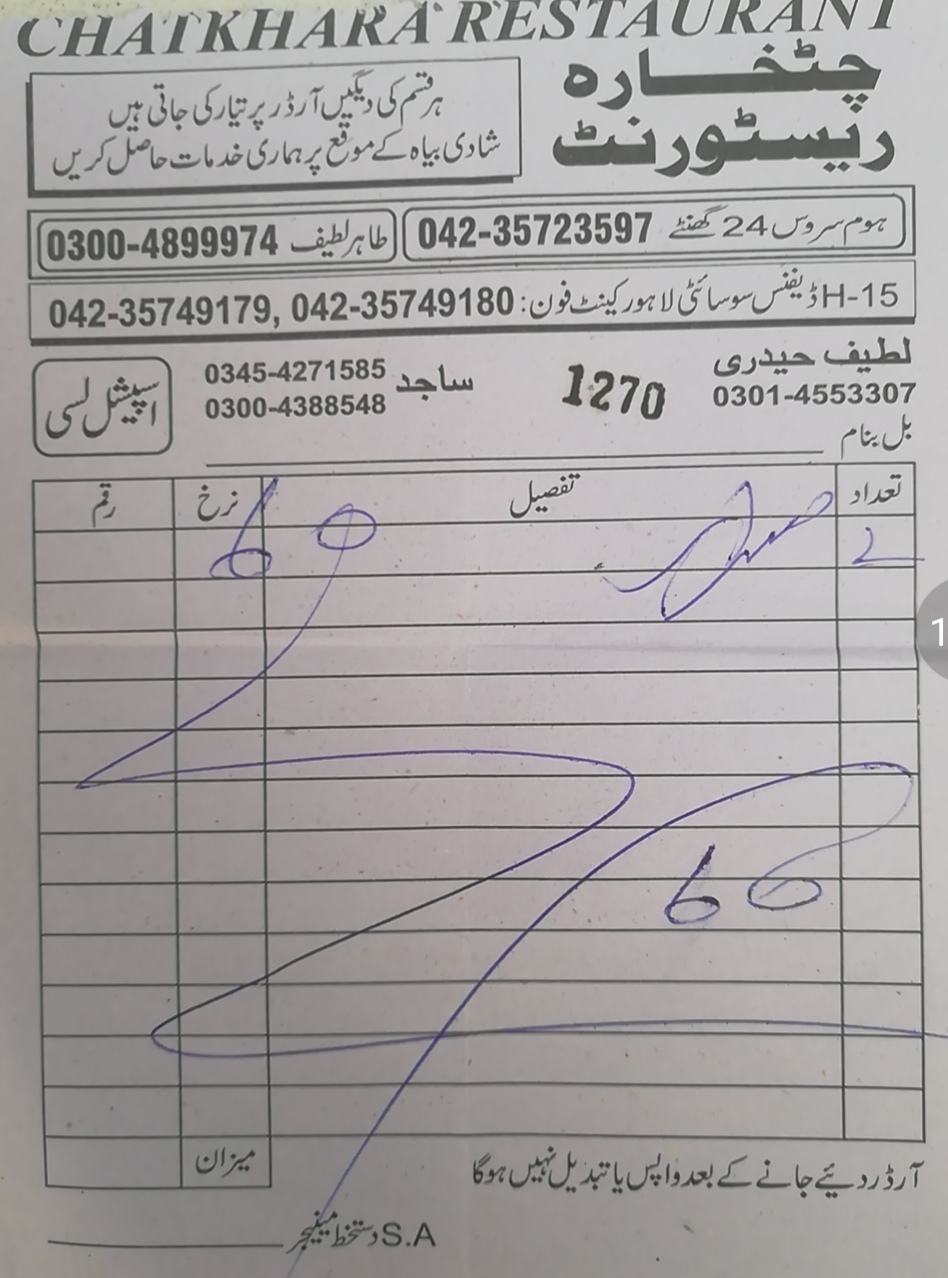 CHATKHARA RESTAURANT
چٹخارہ
ریسٹورنٹ
ہر قسم کی دیگیں آرڈر پر تیار کی جاتی ہیں
شادی بیاہ کے موقع پر ہماری خدمات حاصل کریں
ہوم سروس 24 گھنٹے 042-35723597
طاہر لطیف 0300-4899974
15-H ڈیفنس سوسائٹی لاہور کینٹ فون: 042-35749179, 042-35749180
لطیف حیدری
0301-4553307
1270
ساجد 0345-4271585
0300-4388548
اسپیشل لسی
بل بنام
تعداد تفصیل نرخ رقم
2 60
60
میزان
آرڈر دیئے جانے کے بعد واپس یا تبدیل نہیں ہوگا
S.A دستخط مینیجر
1